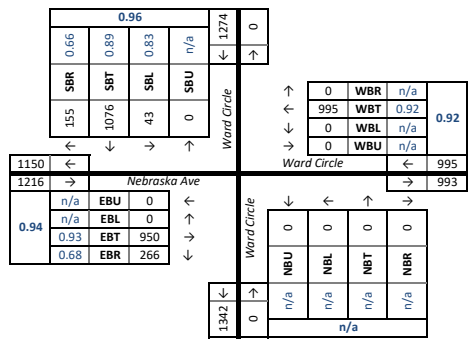 0.96
0.66 0.89 0.83 n/a
SBR SBT SBL SBU
155 1076 43 0
← ↓ → ↑
1274 0
↓ ↑
Ward Circle
↑ 0 WBR n/a
← 995 WBT 0.92
↓ 0 WBL n/a
↓ 0 WBU n/a
0.92
1150 ←
Ward Circle ← 995
1216 → Nebraska Ave
→ 993
0.94
n/a EBU 0 ←
n/a EBL 0 ↑
0.93 EBT 950 →
0.68 EBR 266 ↓
Ward Circle
↓ ← ↑ →
0 0 0 0
NBU NBL NBT NBR
n/a n/a n/a n/a
n/a
↓ ↑
1342 0